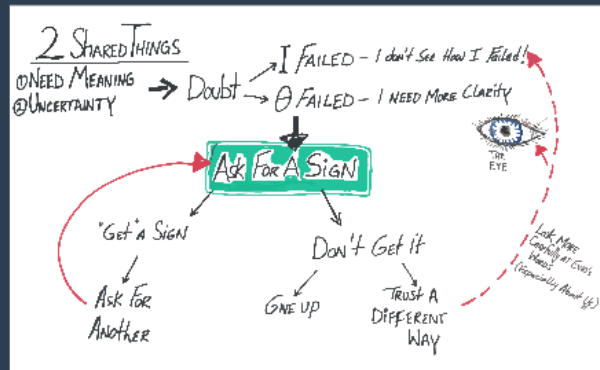 2 Shared Things
① Need Meaning
② Uncertainty
Doubt
I Failed - I don't See How I Failed!
θ Failed - I Need More Clarity
Ask For A Sign
THE
EYE
"Get" A Sign
Don't Get it
Ask For
Another
Give up
Trust A
Different
Way
Look More
Carefully at
Words
(Especially About